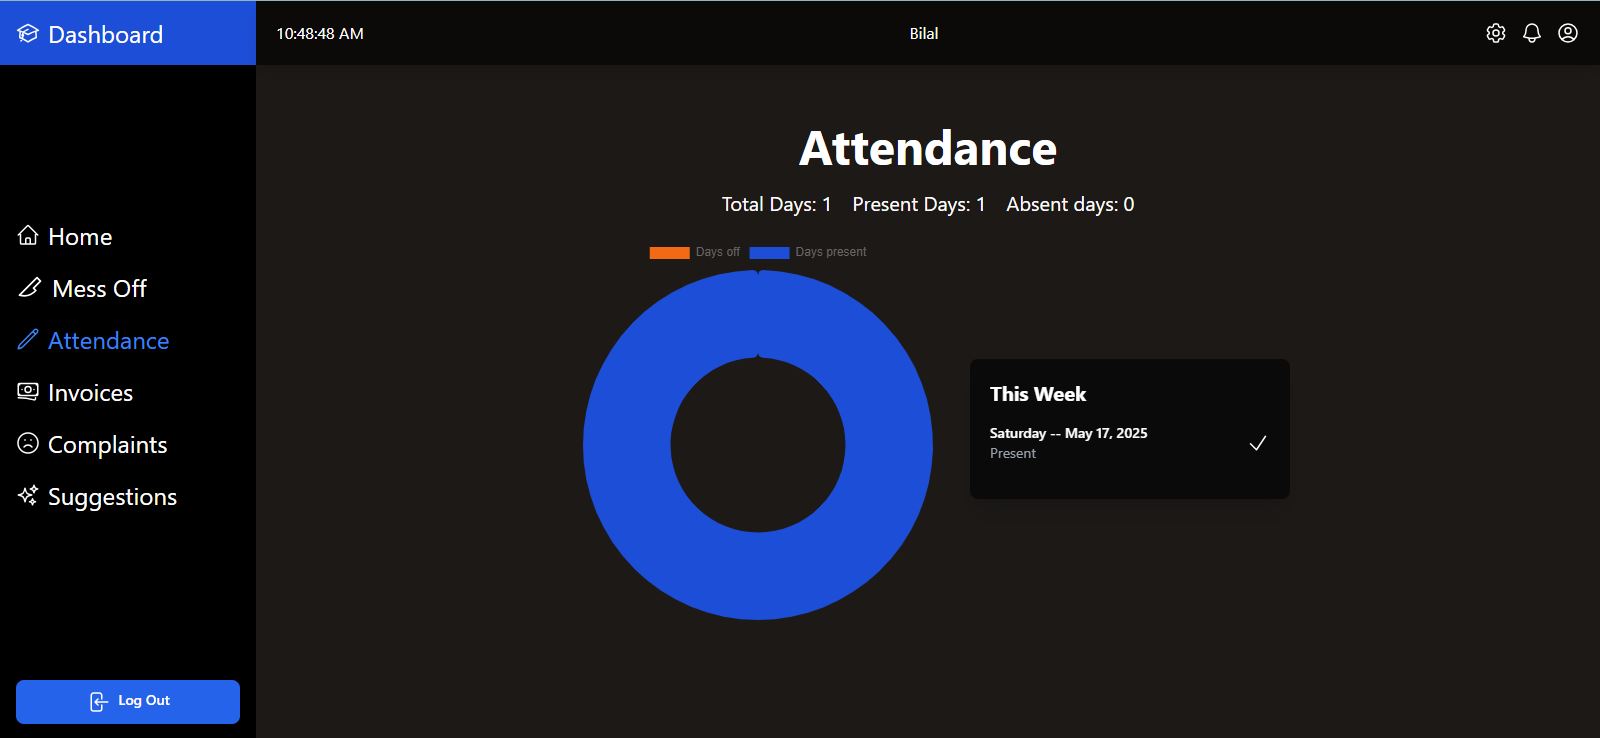 Dashboard
10:48:48 AM
Bilal
Home
Mess Off
Attendance
Invoices
Complaints
Suggestions
Log Out
Attendance
Total Days: 1 Present Days: 1 Absent days: 0
Days off Days present
This Week
Saturday -- May 17, 2025
Present